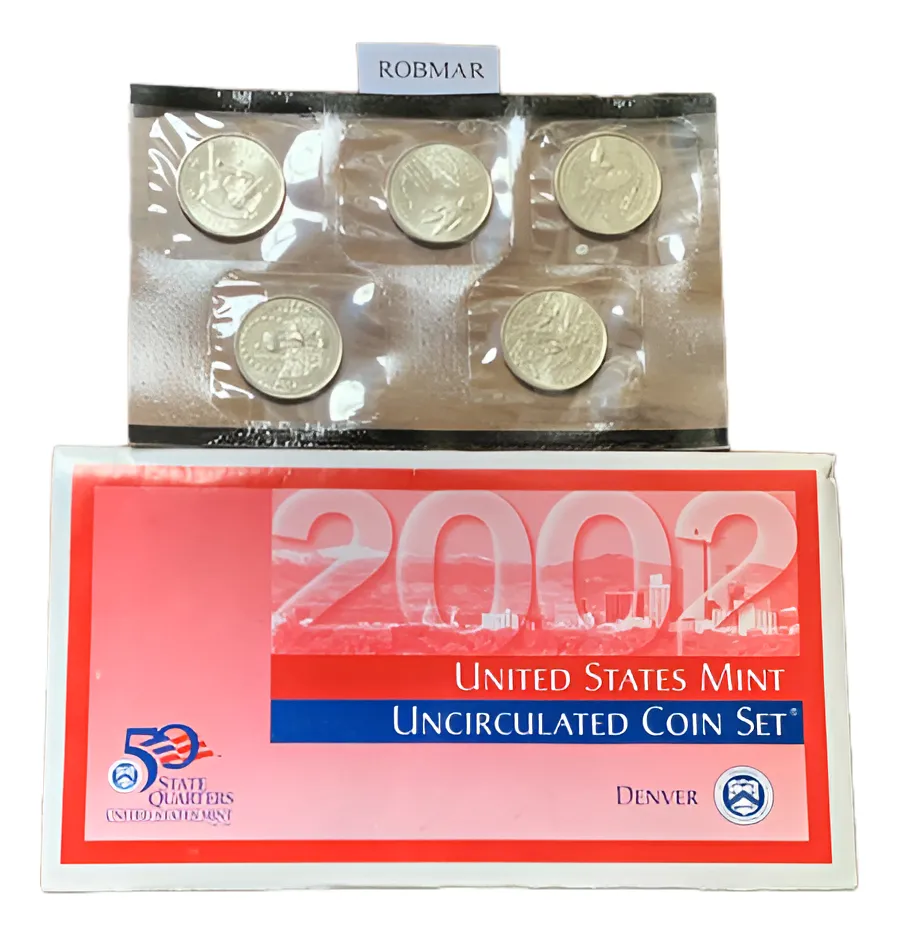 ROBMAR
2002
UNITED STATES MINT
UNCIRCULATED COIN SET®
50
STATE
QUARTERS
UNITED STATES MINT
DENVER